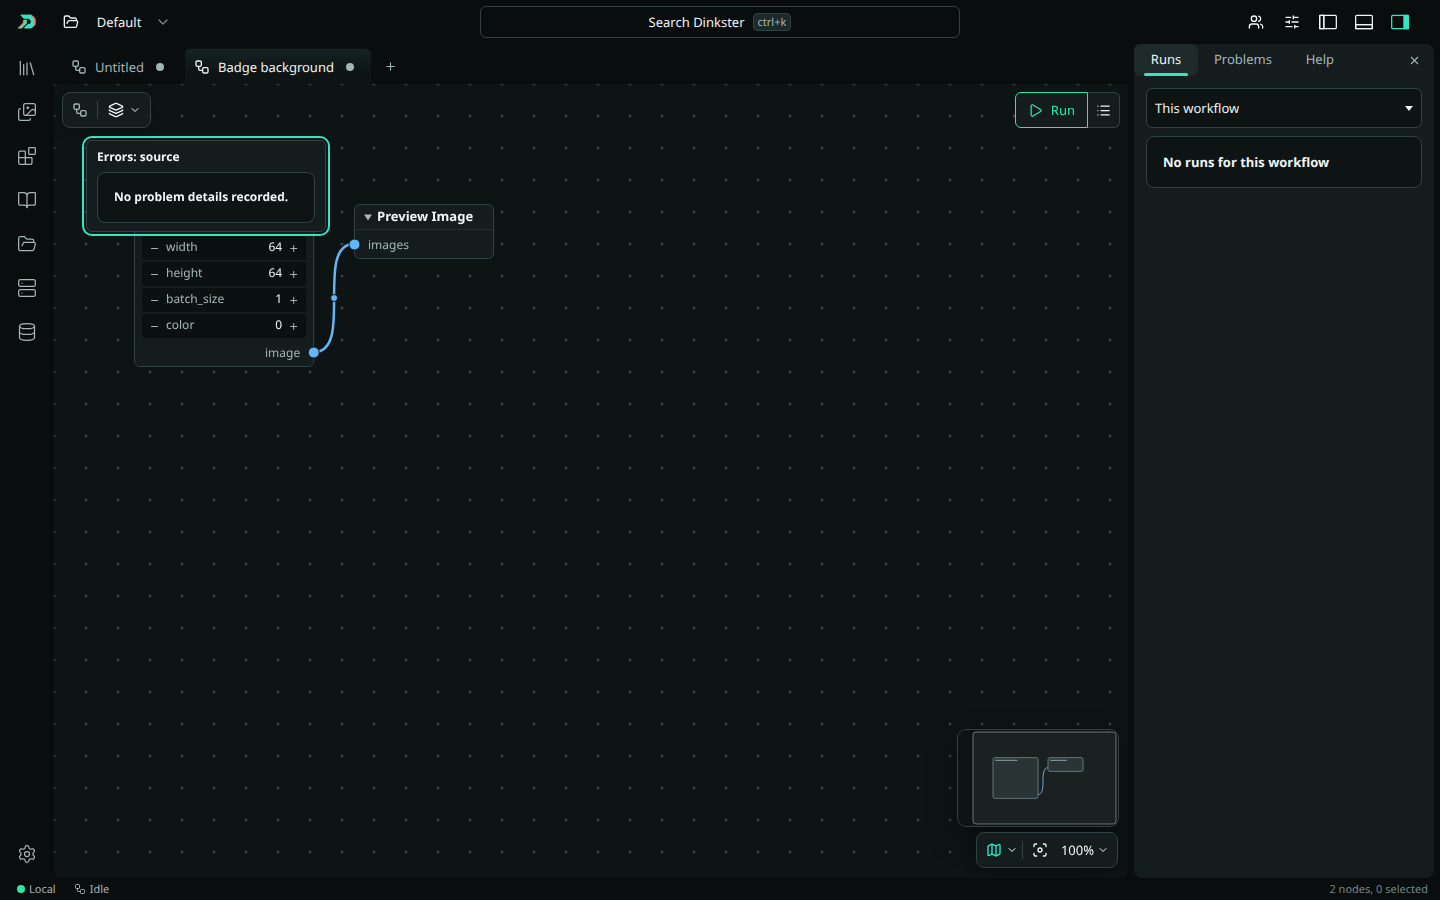 Default
Search Dinkster ctrl+k
Untitled
Badge background
Runs
Problems
Help
This workflow
No runs for this workflow
Run
Errors: source
No problem details recorded.
width 64
height 64
batch_size 1
color 0
image
Preview Image
images
100%
Local
Idle
2 nodes, 0 selected